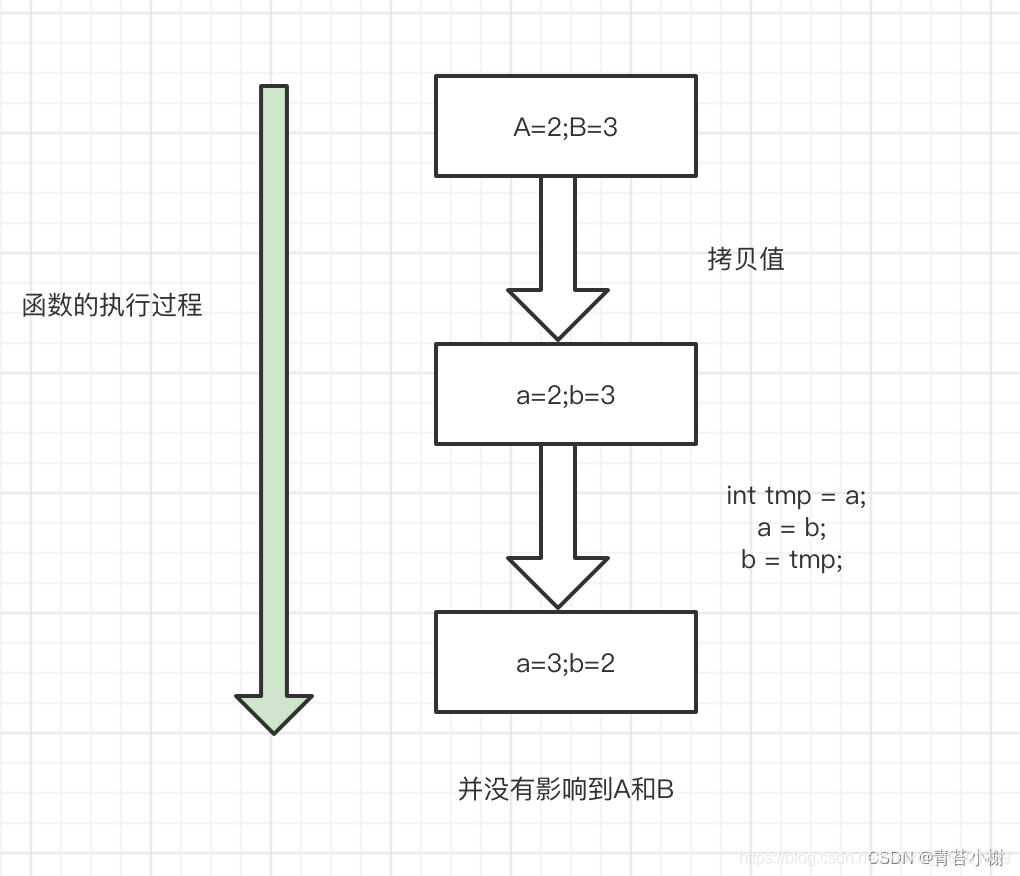 A=2;B=3
拷贝值
函数的执行过程
a=2;b=3
int tmp = a;
a = b;
b = tmp;
a=3;b=2
并没有影响到A和B
https://blog.csdn.ne
CSDN @青苔小榭